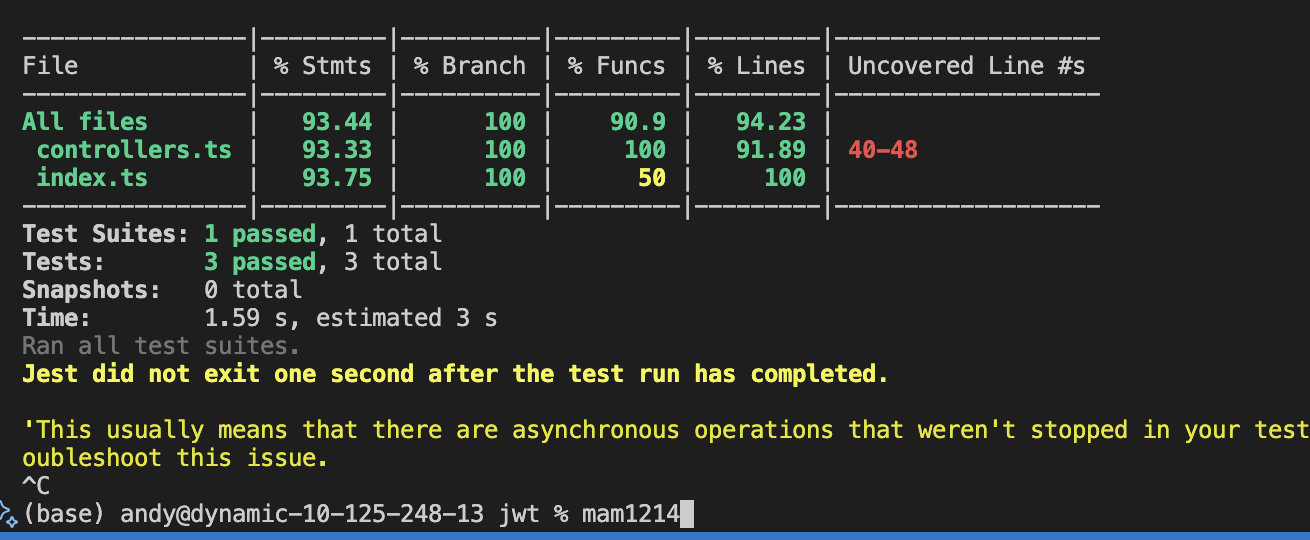 ----------------|---------|----------|---------|---------|-------------------
File            | % Stmts | % Branch | % Funcs | % Lines | Uncovered Line #s
----------------|---------|----------|---------|---------|-------------------
All files       |   93.44 |      100 |    90.9 |   94.23 |
 controllers.ts |   93.33 |      100 |     100 |   91.89 | 40-48
 index.ts       |   93.75 |      100 |      50 |     100 |
----------------|---------|----------|---------|---------|-------------------
Test Suites: 1 passed, 1 total
Tests:       3 passed, 3 total
Snapshots:   0 total
Time:        1.59 s, estimated 3 s
Ran all test suites.
Jest did not exit one second after the test run has completed.
'This usually means that there are asynchronous operations that weren't stopped in your test
oubleshoot this issue.
^C
(base) andy@dynamic-10-125-248-13 jwt % mam1214